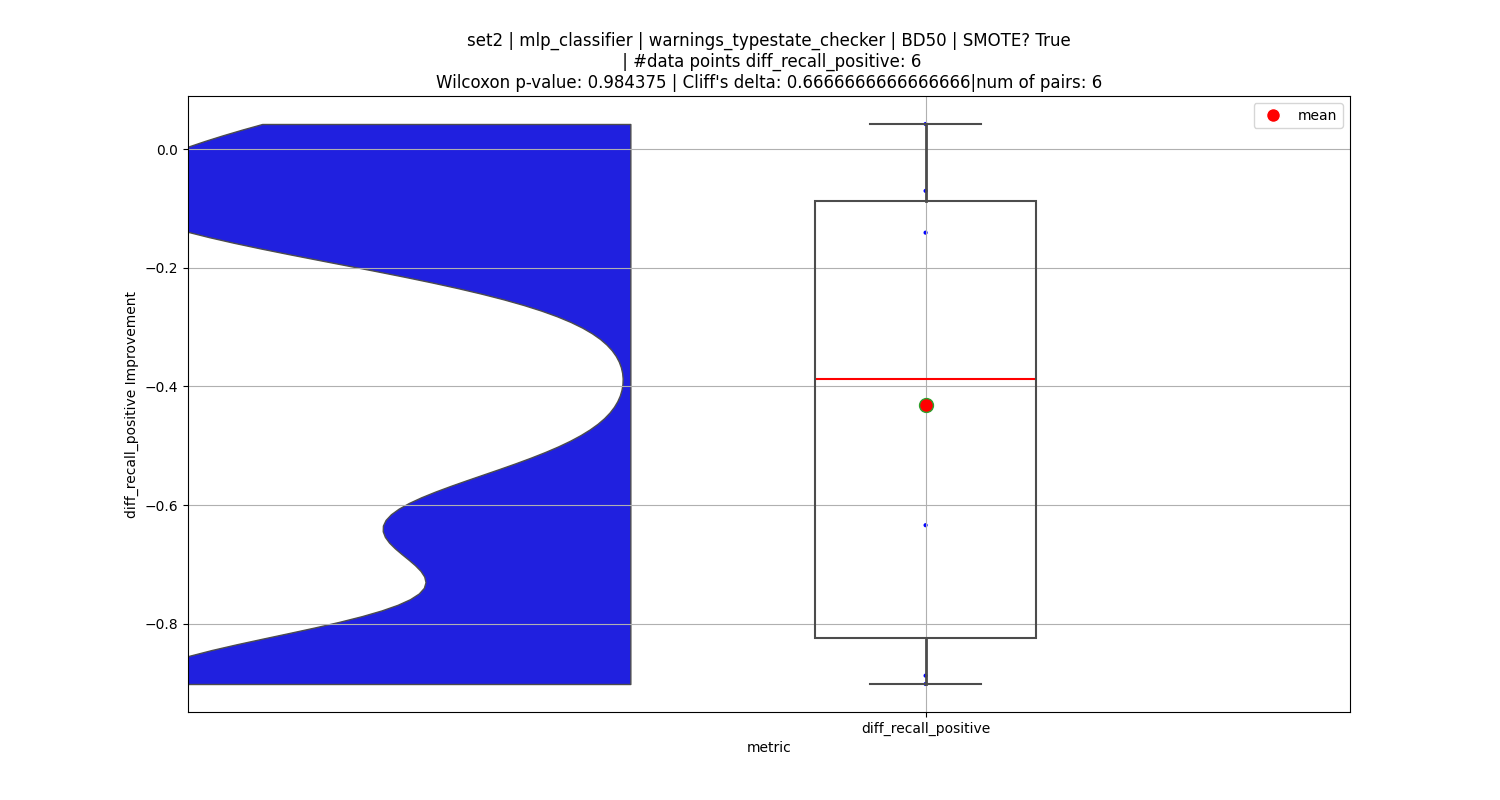 set2 | mlp_classifier | warnings_typestate_checker | BD50 | SMOTE? True
| #data points diff_recall_positive: 6
Wilcoxon p-value: 0.984375 | Cliff's delta: 0.6666666666666666|num of pairs: 6
mean
0.0
−0.2
−0.4
−0.6
−0.8
diff_recall_positive Improvement
diff_recall_positive
metric